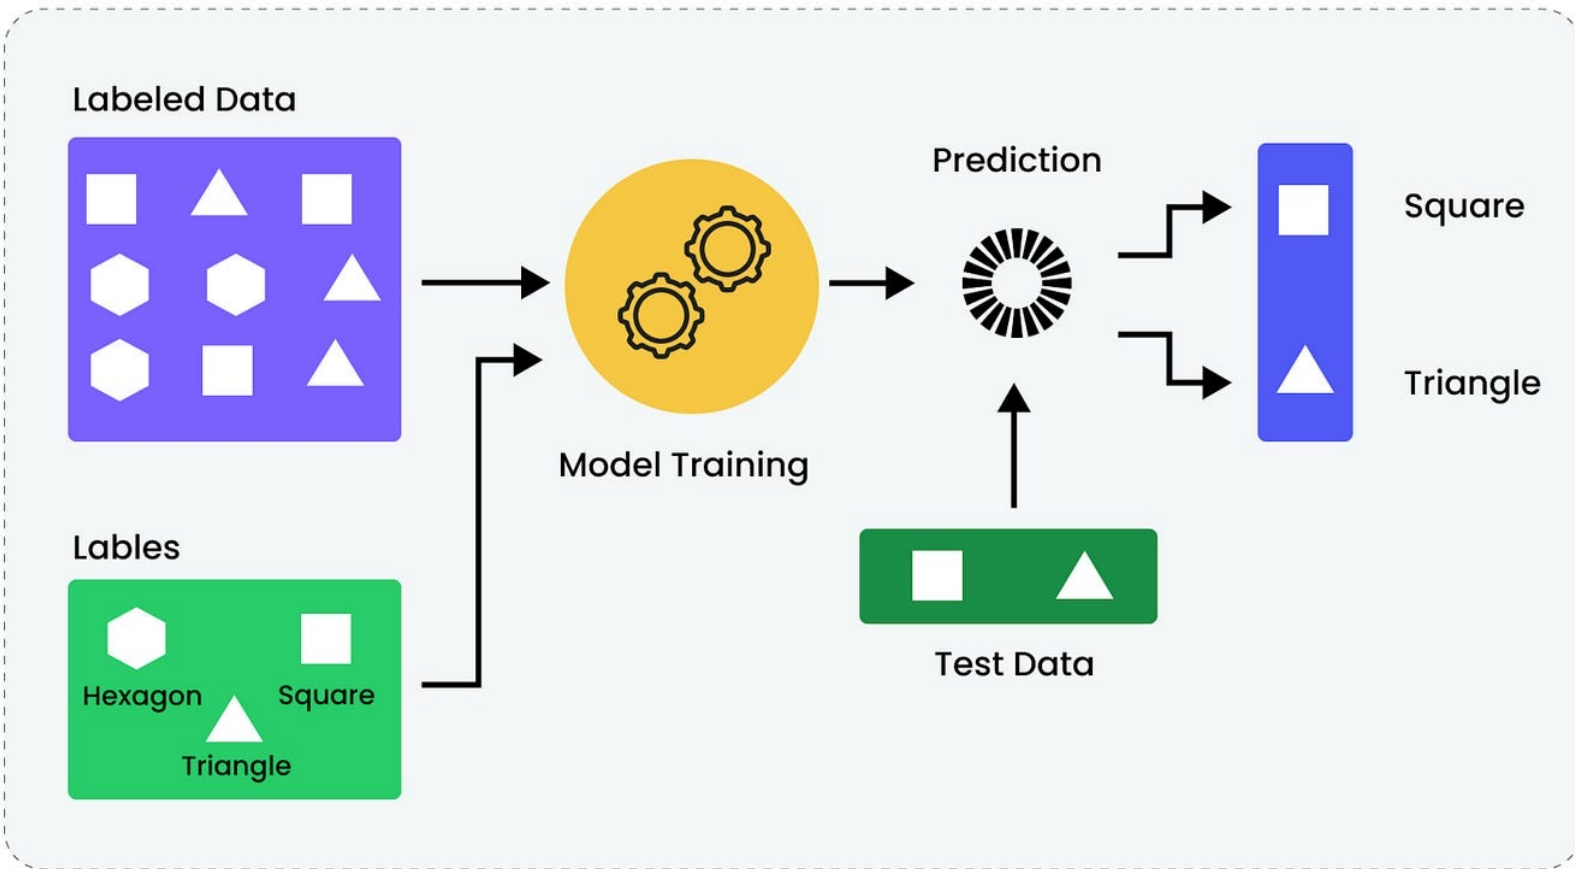 Labeled Data
Prediction
Square
Triangle
Model Training
Lables
Hexagon
Square
Triangle
Test Data